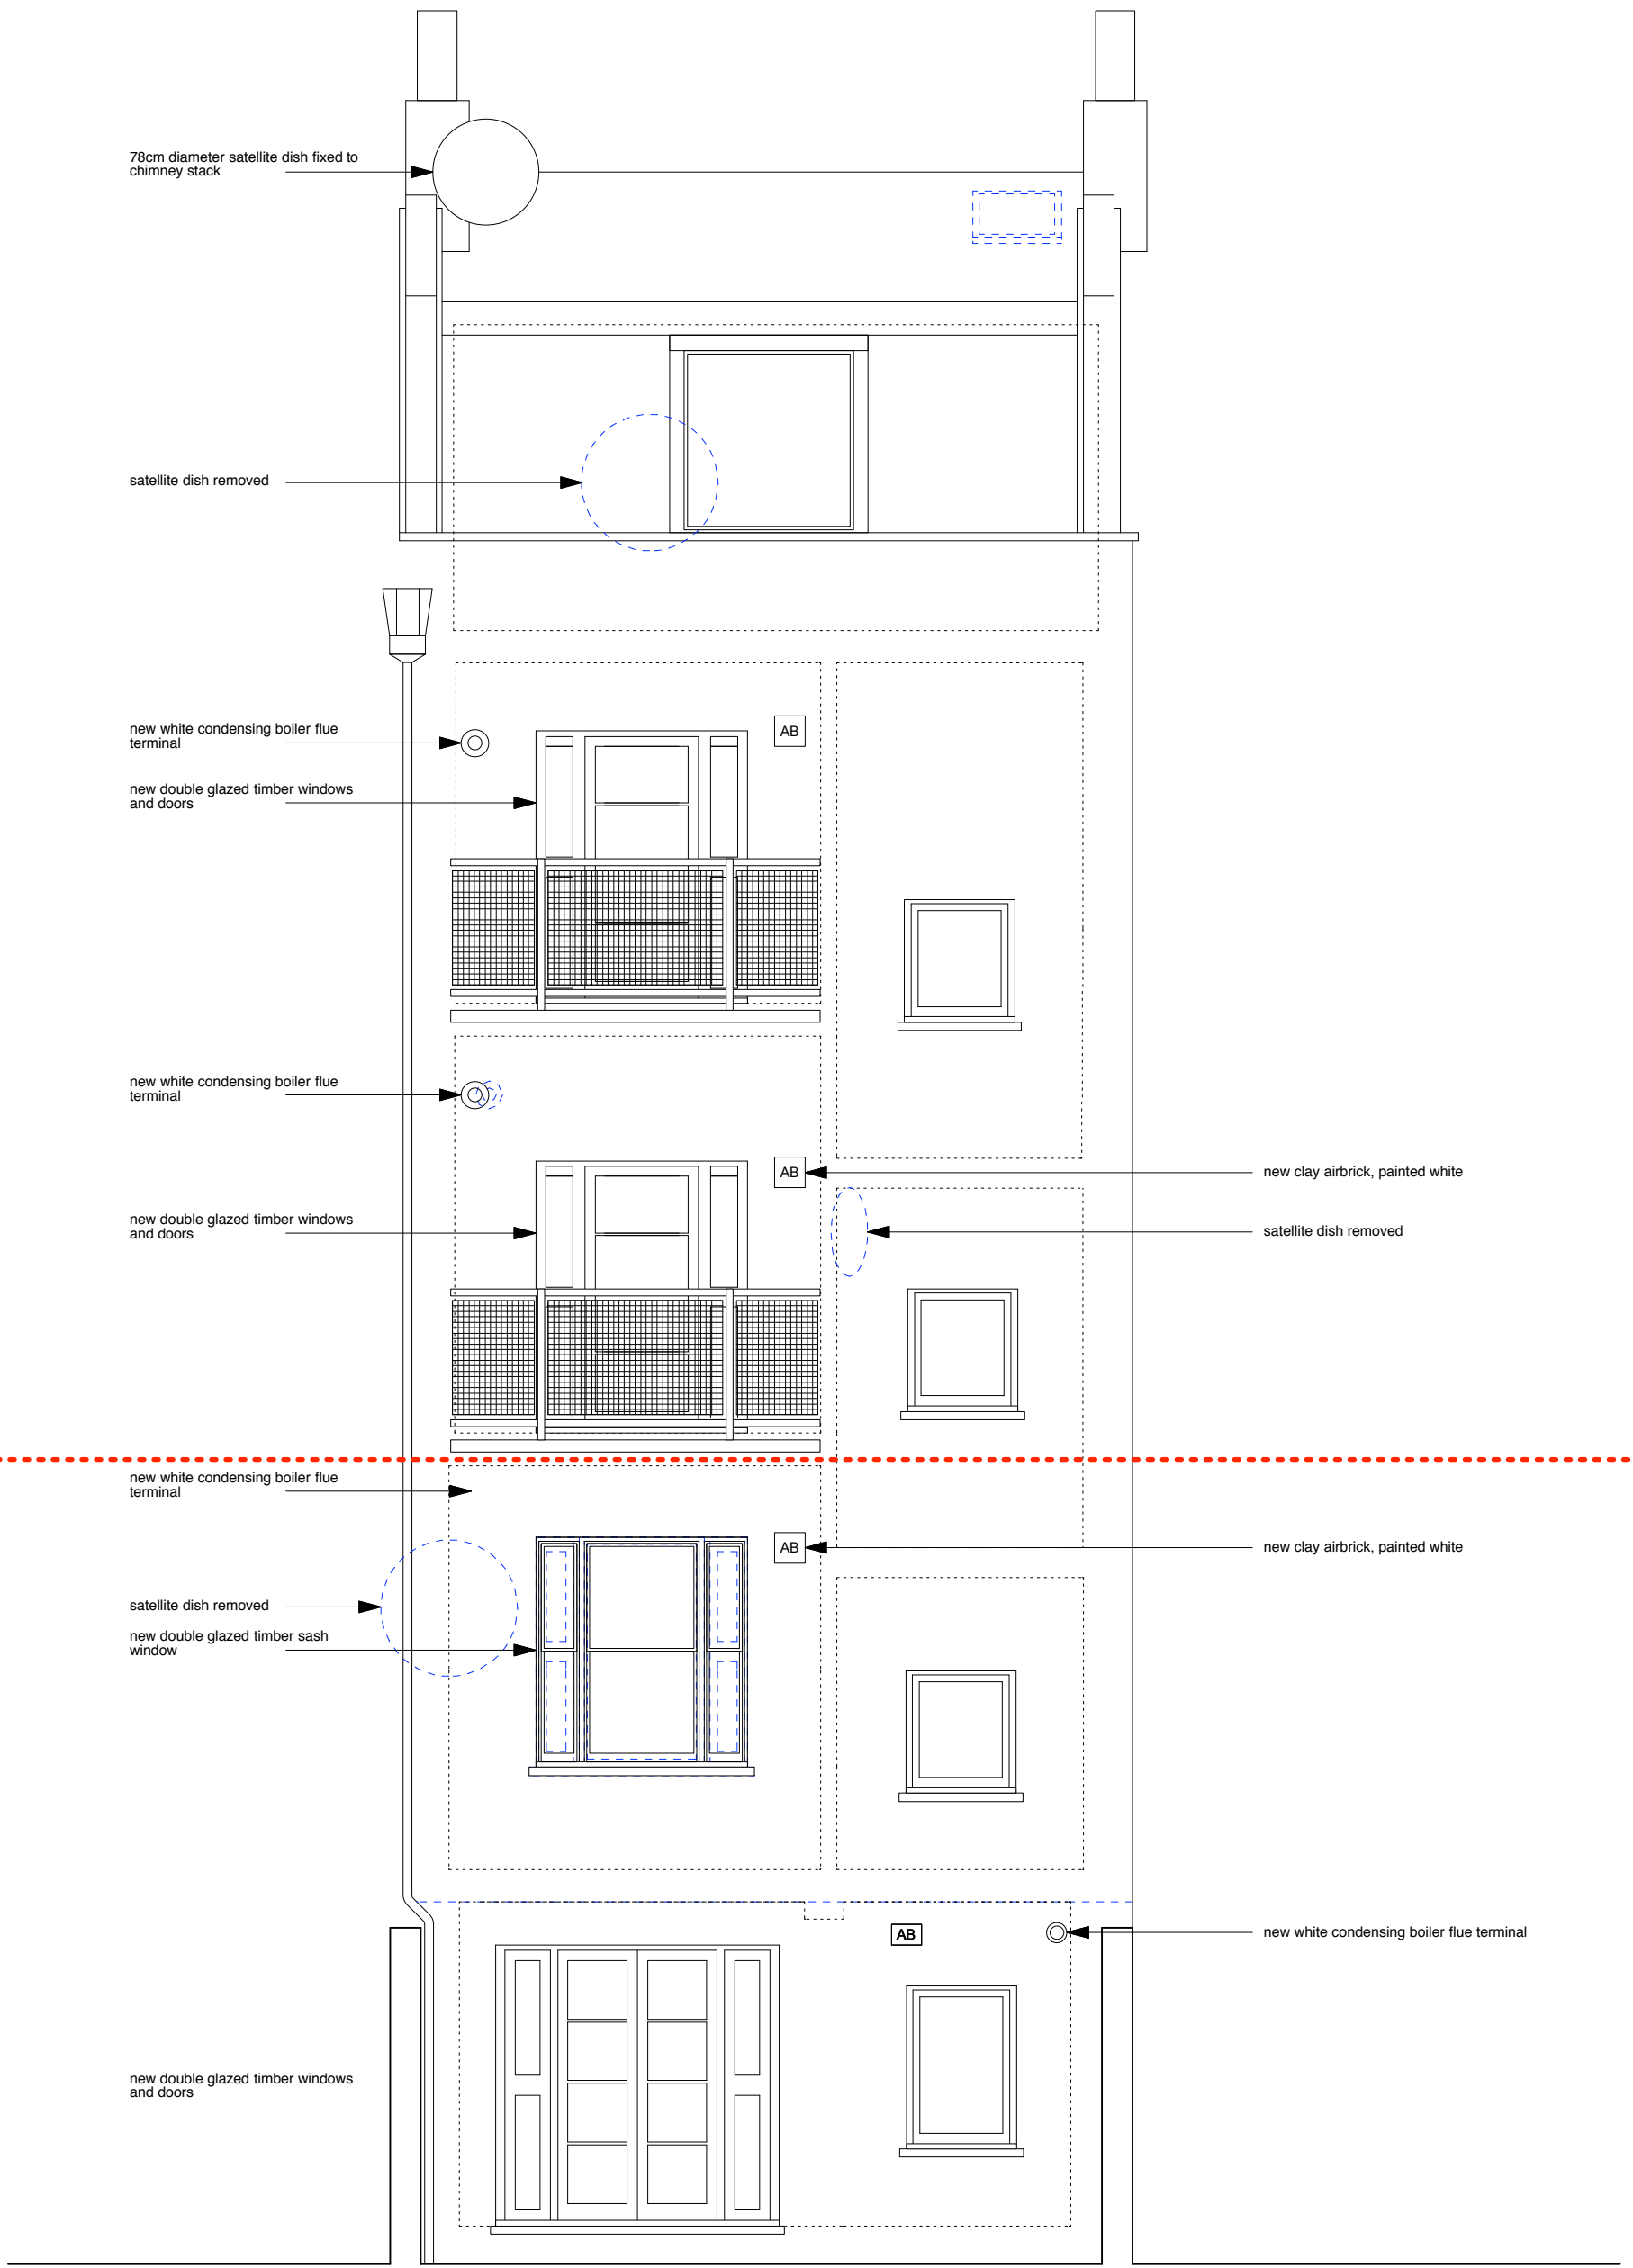 78cm diameter satellite dish fixed to
chimney stack
satellite dish removed
new white condensing boiler flue
terminal
AB
new double glazed timber windows
and doors
new white condensing boiler flue
terminal
AB
new clay airbrick, painted white
new double glazed timber windows
and doors
satellite dish removed
new white condensing boiler flue
terminal
AB
new clay airbrick, painted white
satellite dish removed
new double glazed timber sash
window
AB
new white condensing boiler flue terminal
new double glazed timber windows
and doors